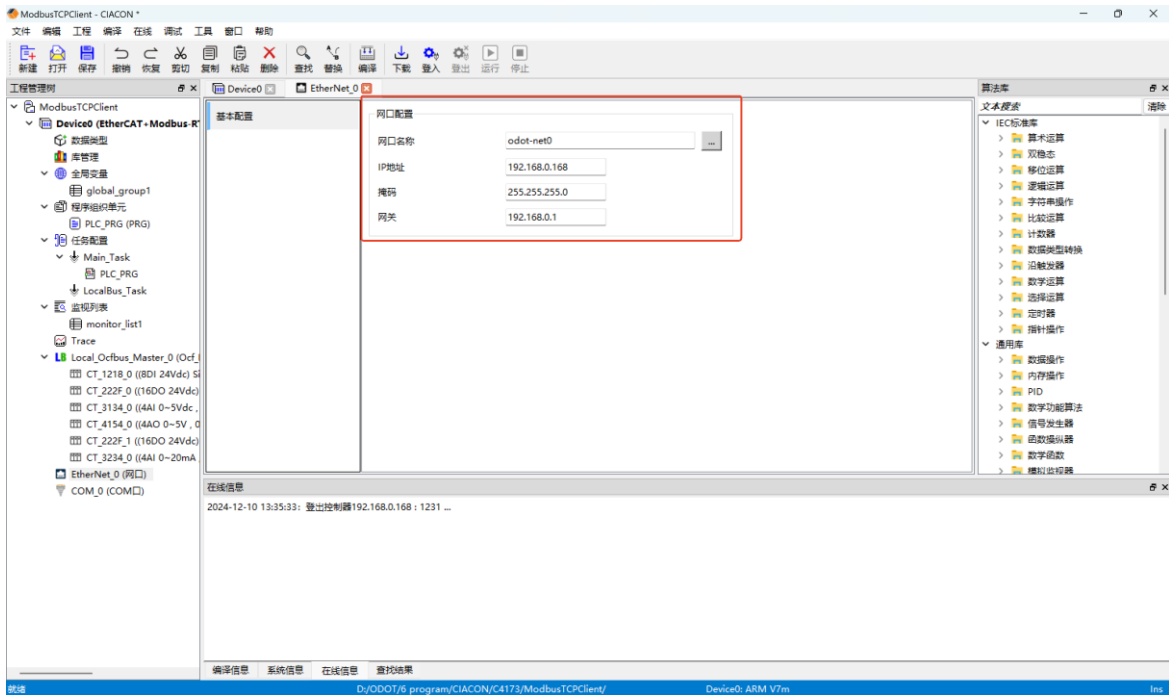 ModbusTCPClient - CIACON *
文件 编辑 工程 编译 在线 调试 工具 窗口 帮助
新建 打开 保存 撤销 恢复 剪切 复制 粘贴 删除 查找 替换 编译 下载 登入 登出 运行 停止
工程管理树
ModbusTCPClient
Device0 (EtherCAT+Modbus-R
数据类型
库管理
全局变量
global_group1
程序组织单元
PLC_PRG (PRG)
任务配置
Main_Task
PLC_PRG
LocalBus_Task
监视列表
monitor_list1
Trace
LB Local_Ocfbus_Master_0 (Ocf_
CT_1218_0 ((8DI 24Vdc) Si
CT_222F_0 ((16DO 24Vdc)
CT_3134_0 ((4AI 0~5Vdc ,
CT_4154_0 ((4AO 0~5V , 0
CT_222F_1 ((16DO 24Vdc)
CT_3234_0 ((4AI 0~20mA
EtherNet_0 (网口)
COM_0 (COM口)
Device0 EtherNet_0
基本配置
网口配置
网口名称 odot-net0 ...
IP地址 192.168.0.168
掩码 255.255.255.0
网关 192.168.0.1
算法库
文本搜索 清除
IEC标准库
算术运算
双稳态
移位运算
逻辑运算
字符串操作
比较运算
计数器
数据类型转换
沿触发器
数学运算
选择运算
定时器
指针操作
通用库
数据操作
内存操作
PID
数学功能算法
信号发生器
函数操纵器
数学函数
模拟监视器
在线信息
2024-12-10 13:35:33: 登出控制器192.168.0.168 : 1231 ...
编译信息 系统信息 在线信息 查找结果
就绪 D:/ODOT/6 program/CIACON/C4173/ModbusTCPClient/ Device0: ARM V7m Ins